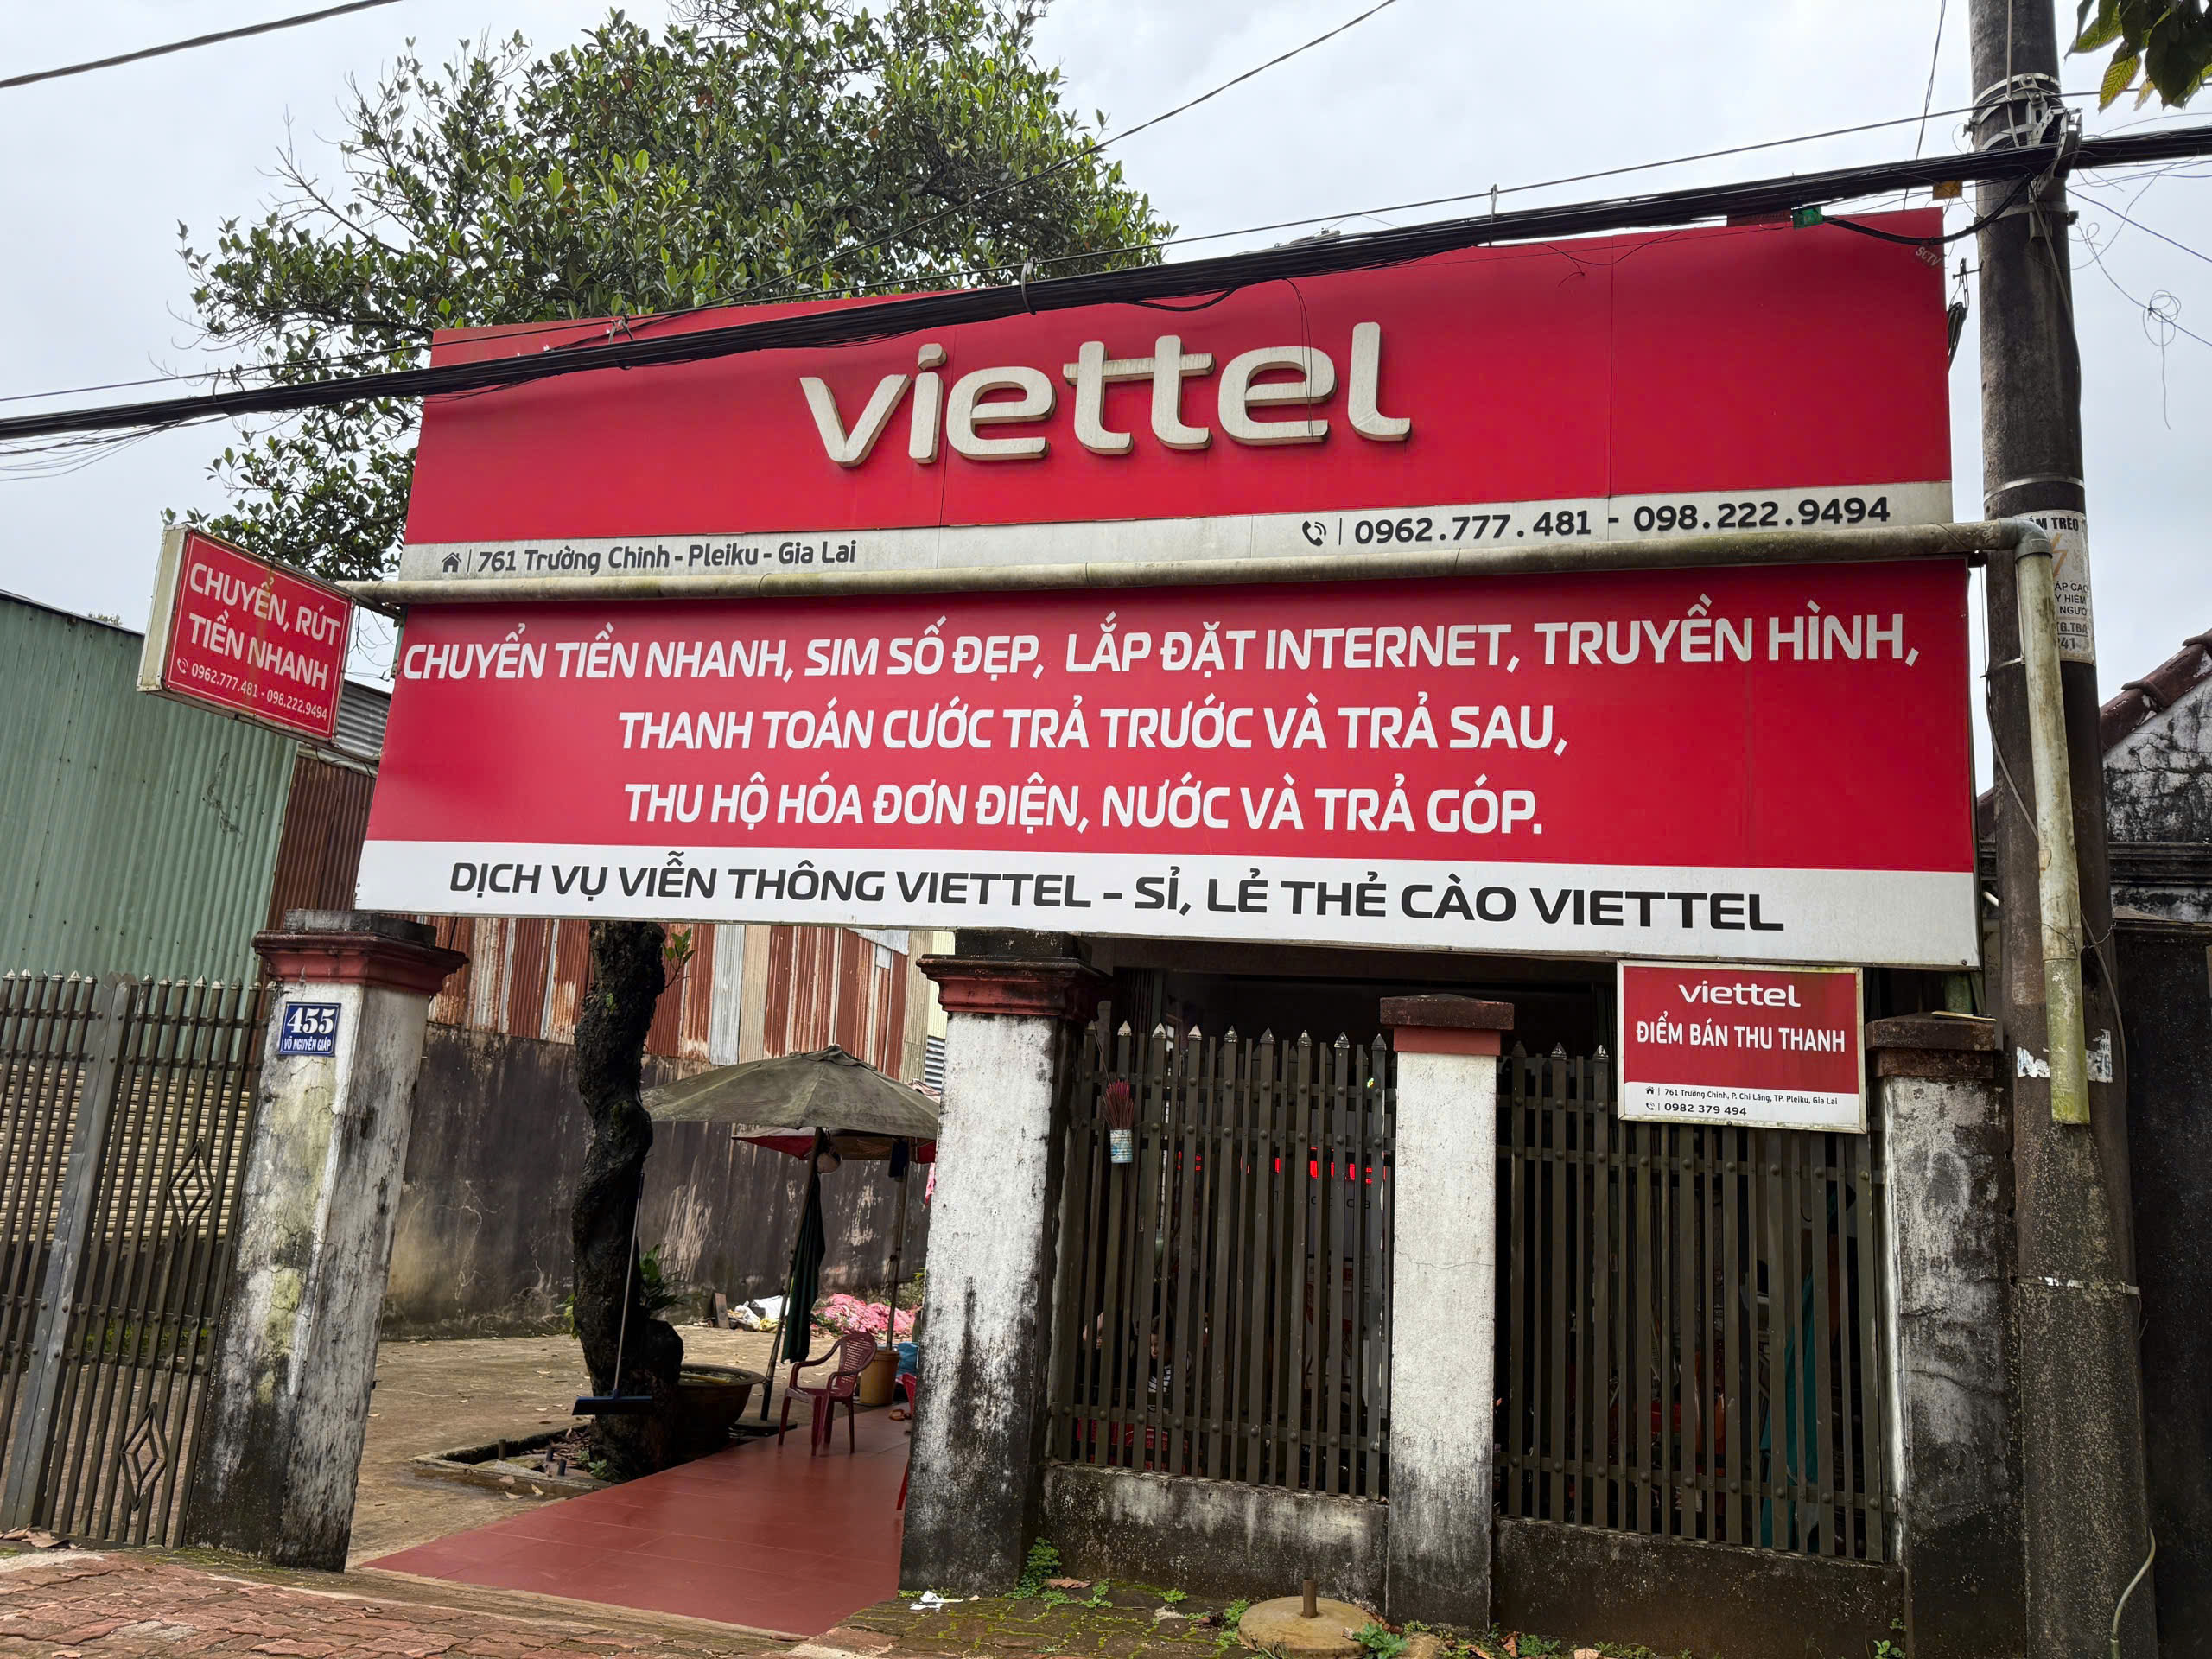 viettel
761 Trường Chinh - Pleiku - Gia Lai
0962.777.481 - 098.222.9494
CHUYỂN TIỀN NHANH, SIM SỐ ĐẸP, LẮP ĐẶT INTERNET, TRUYỀN HÌNH,
THANH TOÁN CƯỚC TRẢ TRƯỚC VÀ TRẢ SAU,
THU HỘ HÓA ĐƠN ĐIỆN, NƯỚC VÀ TRẢ GÓP.
DỊCH VỤ VIỄN THÔNG VIETTEL - SỈ, LẺ THẺ CÀO VIETTEL
CHUYỂN, RÚT
TIỀN NHANH
0962.777.481 - 098.222.9494
455
VÕ NGUYÊN GIÁP
viettel
ĐIỂM BÁN THU THANH
761 Trường Chinh, P. Chi Lăng, TP. Pleiku, Gia Lai
0982 379 494
SCTV